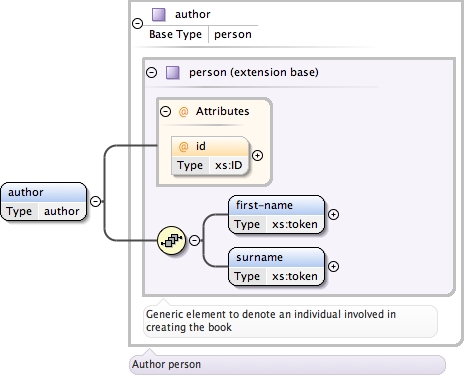 author
Base Type person
person (extension base)
@ Attributes
@ id
Type xs:ID
author
Type author
first-name
Type xs:token
surname
Type xs:token
Generic element to denote an individual involved in
creating the book
Author person